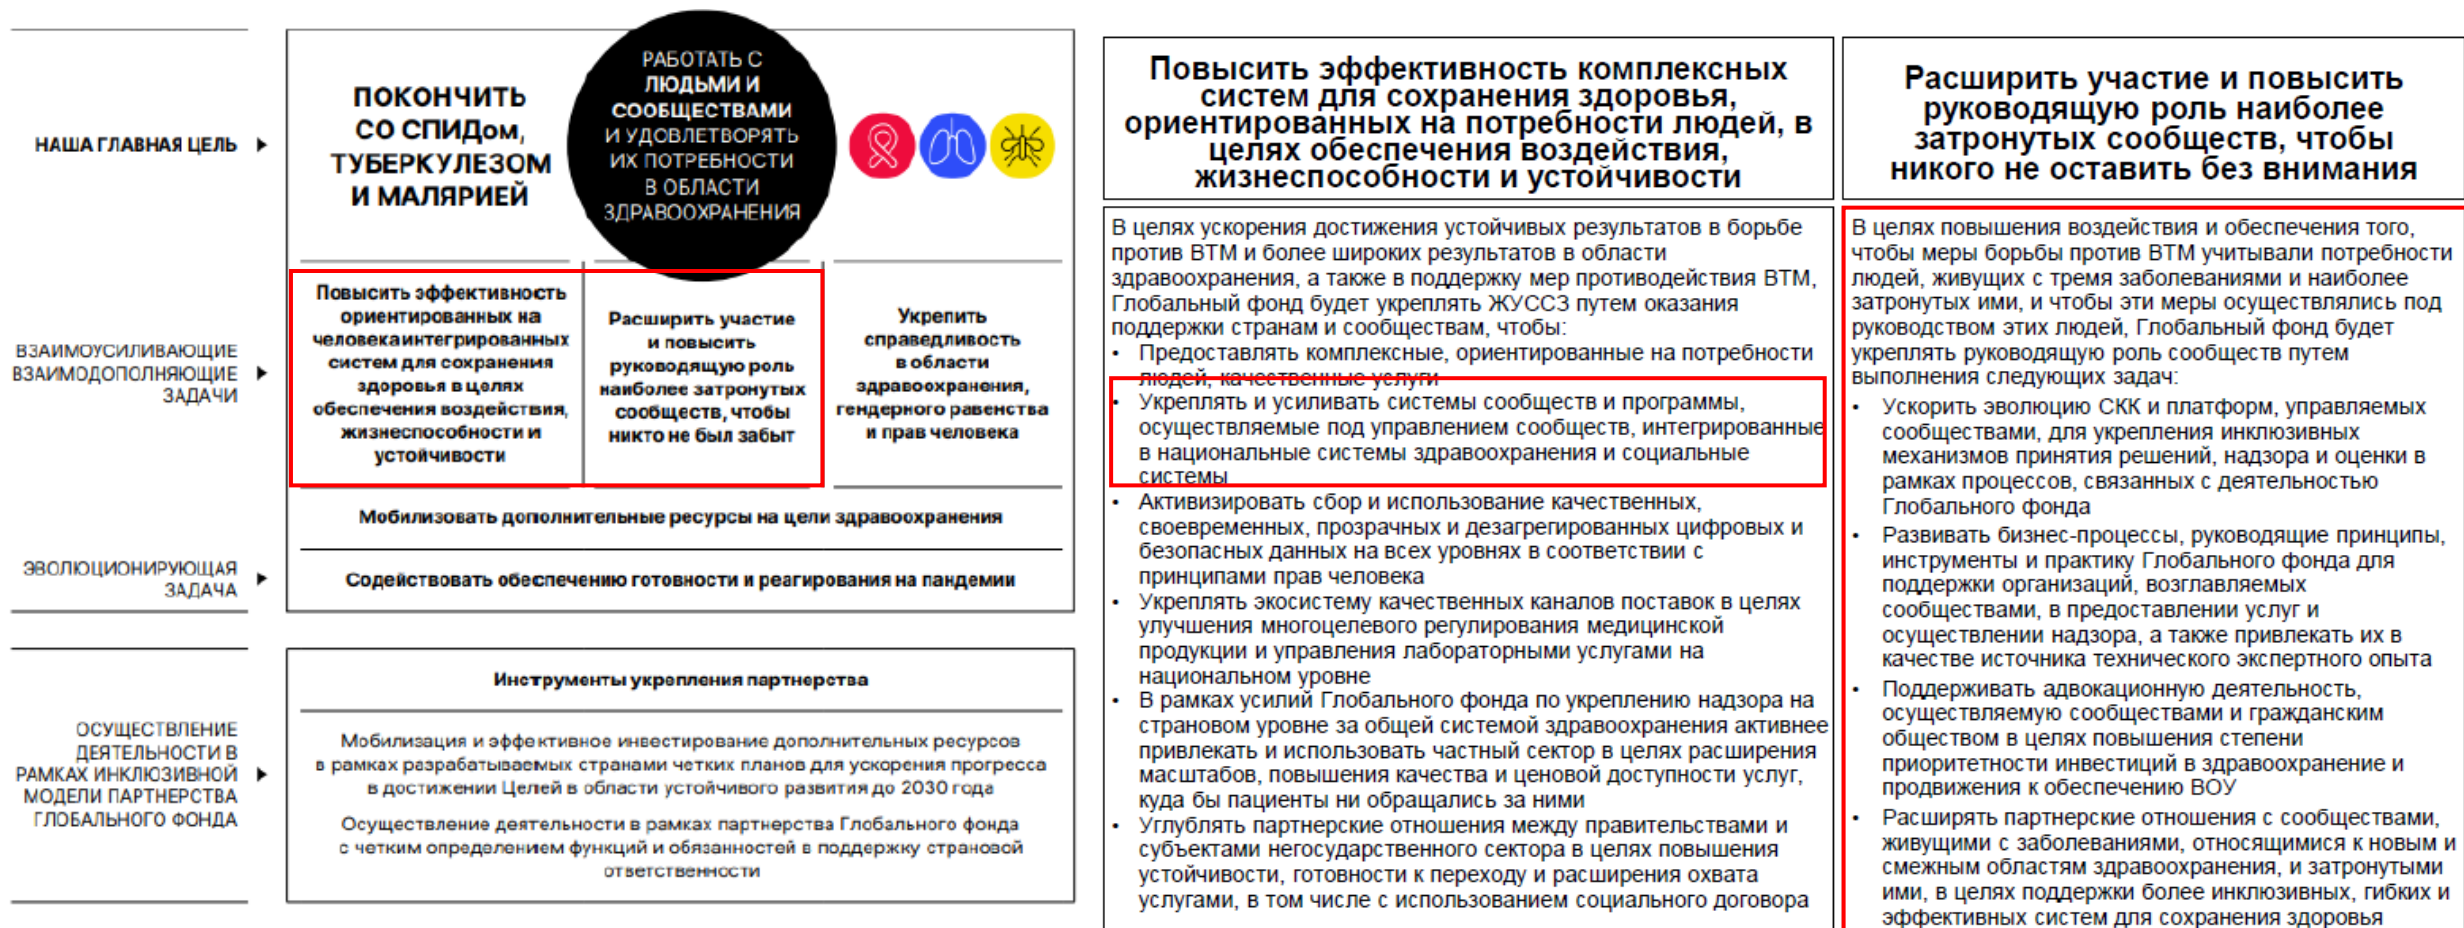 НАША ГЛАВНАЯ ЦЕЛЬ
ПОКОНЧИТЬ
СО СПИДом,
ТУБЕРКУЛЕЗОМ
И МАЛЯРИЕЙ
РАБОТАТЬ С
ЛЮДЬМИ И
СООБЩЕСТВАМИ
И УДОВЛЕТВОРЯТЬ
ИХ ПОТРЕБНОСТИ
В ОБЛАСТИ
ЗДРАВООХРАНЕНИЯ
ВЗАИМОУСИЛИВАЮЩИЕ
ВЗАИМОДОПОЛНЯЮЩИЕ
ЗАДАЧИ
Повысить эффективность
ориентированных на
человека интегрированных
систем для сохранения
здоровья в целях
обеспечения воздействия,
жизнеспособности и
устойчивости
Расширить участие
и повысить
руководящую роль
наиболее затронутых
сообществ, чтобы
никто не был забыт
Укрепить
справедливость
в области
здравоохранения,
гендерного равенства
и прав человека
Мобилизовать дополнительные ресурсы на цели здравоохранения
ЭВОЛЮЦИОНИРУЮЩАЯ
ЗАДАЧА
Содействовать обеспечению готовности и реагирования на пандемии
ОСУЩЕСТВЛЕНИЕ
ДЕЯТЕЛЬНОСТИ В
РАМКАХ ИНКЛЮЗИВНОЙ
МОДЕЛИ ПАРТНЕРСТВА
ГЛОБАЛЬНОГО ФОНДА
Инструменты укрепления партнерства
Мобилизация и эффективное инвестирование дополнительных ресурсов
в рамках разрабатываемых странами четких планов для ускорения прогресса
в достижении Целей в области устойчивого развития до 2030 года
Осуществление деятельности в рамках партнерства Глобального фонда
с четким определением функций и обязанностей в поддержку страновой
ответственности
Повысить эффективность комплексных
систем для сохранения здоровья,
ориентированных на потребности людей, в
целях обеспечения воздействия,
жизнеспособности и устойчивости
В целях ускорения достижения устойчивых результатов в борьбе
против ВТМ и более широких результатов в области
здравоохранения, а также в поддержку мер противодействия ВТМ,
Глобальный фонд будет укреплять ЖУССЗ путем оказания
поддержки странам и сообществам, чтобы:
• Предоставлять комплексные, ориентированные на потребности
людей, качественные услуги
• Укреплять и усиливать системы сообществ и программы,
осуществляемые под управлением сообществ, интегрированные
в национальные системы здравоохранения и социальные
системы
• Активизировать сбор и использование качественных,
своевременных, прозрачных и дезагрегированных цифровых и
безопасных данных на всех уровнях в соответствии с
принципами прав человека
• Укреплять экосистему качественных каналов поставок в целях
улучшения многоцелевого регулирования медицинской
продукции и управления лабораторными услугами на
национальном уровне
• В рамках усилий Глобального фонда по укреплению надзора на
страновом уровне за общей системой здравоохранения активнее
привлекать и использовать частный сектор в целях расширения
масштабов, повышения качества и ценовой доступности услуг,
куда бы пациенты ни обращались за ними
• Углублять партнерские отношения между правительствами и
субъектами негосударственного сектора в целях повышения
устойчивости, готовности к переходу и расширения охвата
услугами, в том числе с использованием социального договора
Расширить участие и повысить
руководящую роль наиболее
затронутых сообществ, чтобы
никого не оставить без внимания
В целях повышения воздействия и обеспечения того,
чтобы меры борьбы против ВТМ учитывали потребности
людей, живущих с тремя заболеваниями и наиболее
затронутых ими, и чтобы эти меры осуществлялись под
руководством этих людей, Глобальный фонд будет
укреплять руководящую роль сообществ путем
выполнения следующих задач:
• Ускорить эволюцию СКК и платформ, управляемых
сообществами, для укрепления инклюзивных
механизмов принятия решений, надзора и оценки в
рамках процессов, связанных с деятельностью
Глобального фонда
• Развивать бизнес-процессы, руководящие принципы,
инструменты и практику Глобального фонда для
поддержки организаций, возглавляемых
сообществами, в предоставлении услуг и
осуществлении надзора, а также привлекать их в
качестве источника технического экспертного опыта
• Поддерживать адвокационную деятельность,
осуществляемую сообществами и гражданским
обществом в целях повышения степени
приоритетности инвестиций в здравоохранение и
продвижения к обеспечению ВОУ
• Расширять партнерские отношения с сообществами,
живущими с заболеваниями, относящимися к новым и
смежным областям здравоохранения, и затронутыми
ими, в целях поддержки более инклюзивных, гибких и
эффективных систем для сохранения здоровья